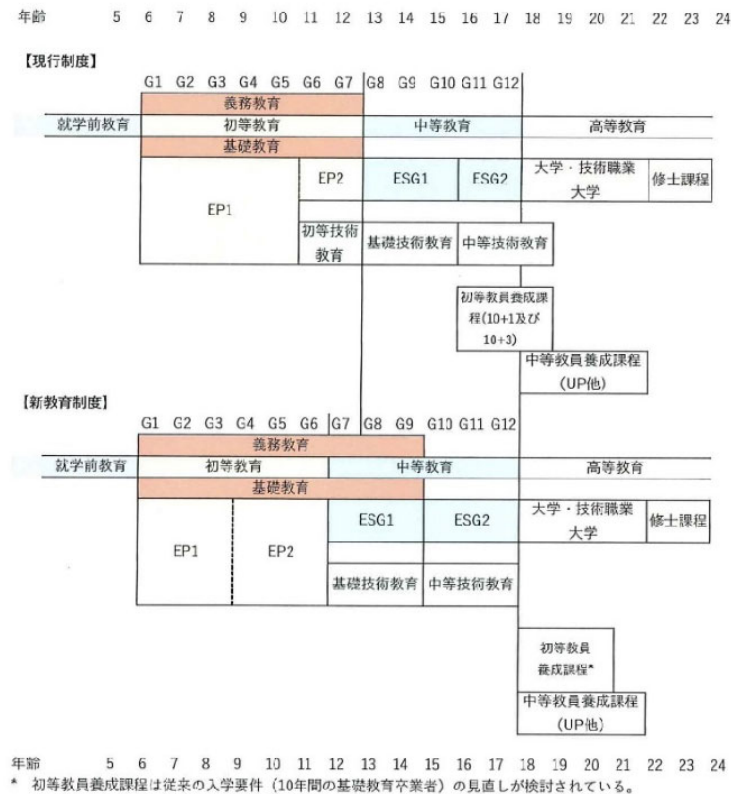 年齢 5 6 7 8 9 10 11 12 13 14 15 16 17 18 19 20 21 22 23 24
【現行制度】
G1 G2 G3 G4 G5 G6 G7 G8 G9 G10 G11 G12
義務教育
就学前教育 初等教育 中等教育 高等教育
基礎教育
EP1
EP2
ESG1
ESG2
大学・技術職業
大学
修士課程
初等技術
教育
基礎技術教育
中等技術教育
初等教員養成課
程(10+1及び
10+3)
中等教員養成課程
(UP他)
【新教育制度】
G1 G2 G3 G4 G5 G6 G7 G8 G9 G10 G11 G12
義務教育
就学前教育 初等教育 中等教育 高等教育
基礎教育
EP1
EP2
ESG1
ESG2
大学・技術職業
大学
修士課程
基礎技術教育
中等技術教育
初等教員
養成課程*
中等教員養成課程
(UP他)
年齢 5 6 7 8 9 10 11 12 13 14 15 16 17 18 19 20 21 22 23 24
* 初等教員養成課程は従来の入学要件（10年間の基礎教育卒業者）の見直しが検討されている。